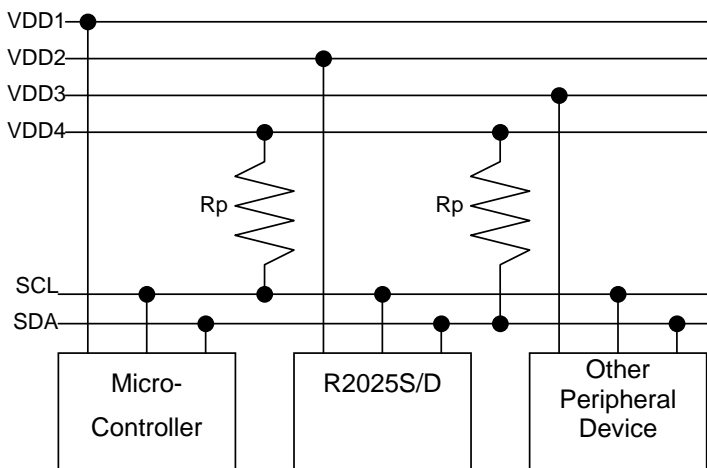 VDD1
VDD2
VDD3
VDD4
Rp
Rp
SCL
SDA
Micro-
Controller
R2025S/D
Other
Peripheral
Device